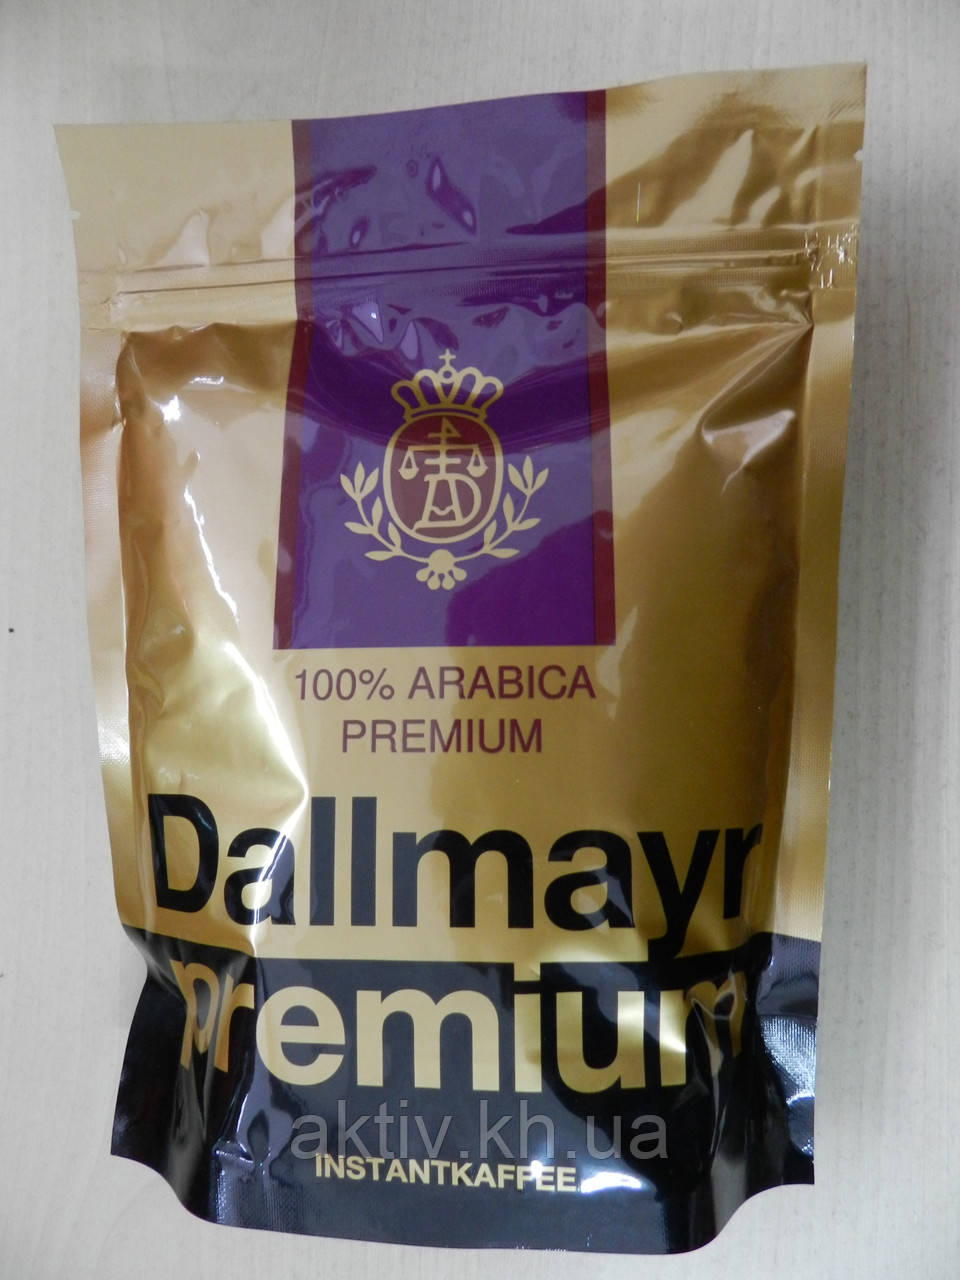 100% ARABICA
PREMIUM
Dallmayr
premium
aktiv.kh.ua
INSTANTKAFFEE